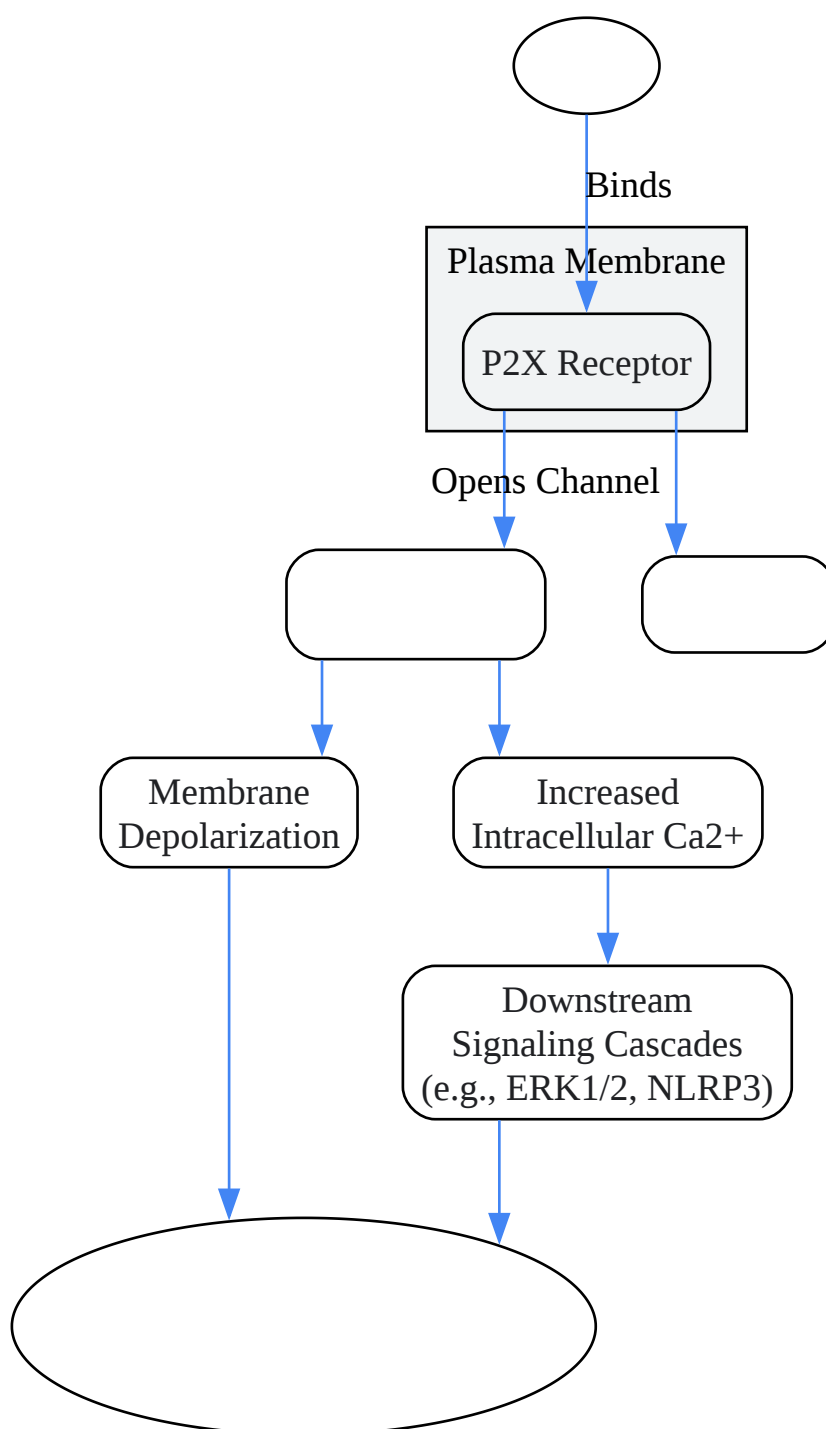 Binds
Plasma Membrane
P2X Receptor
Opens Channel
Membrane
Depolarization
Increased
Intracellular Ca2+
Downstream
Signaling Cascades
(e.g., ERK1/2, NLRP3)